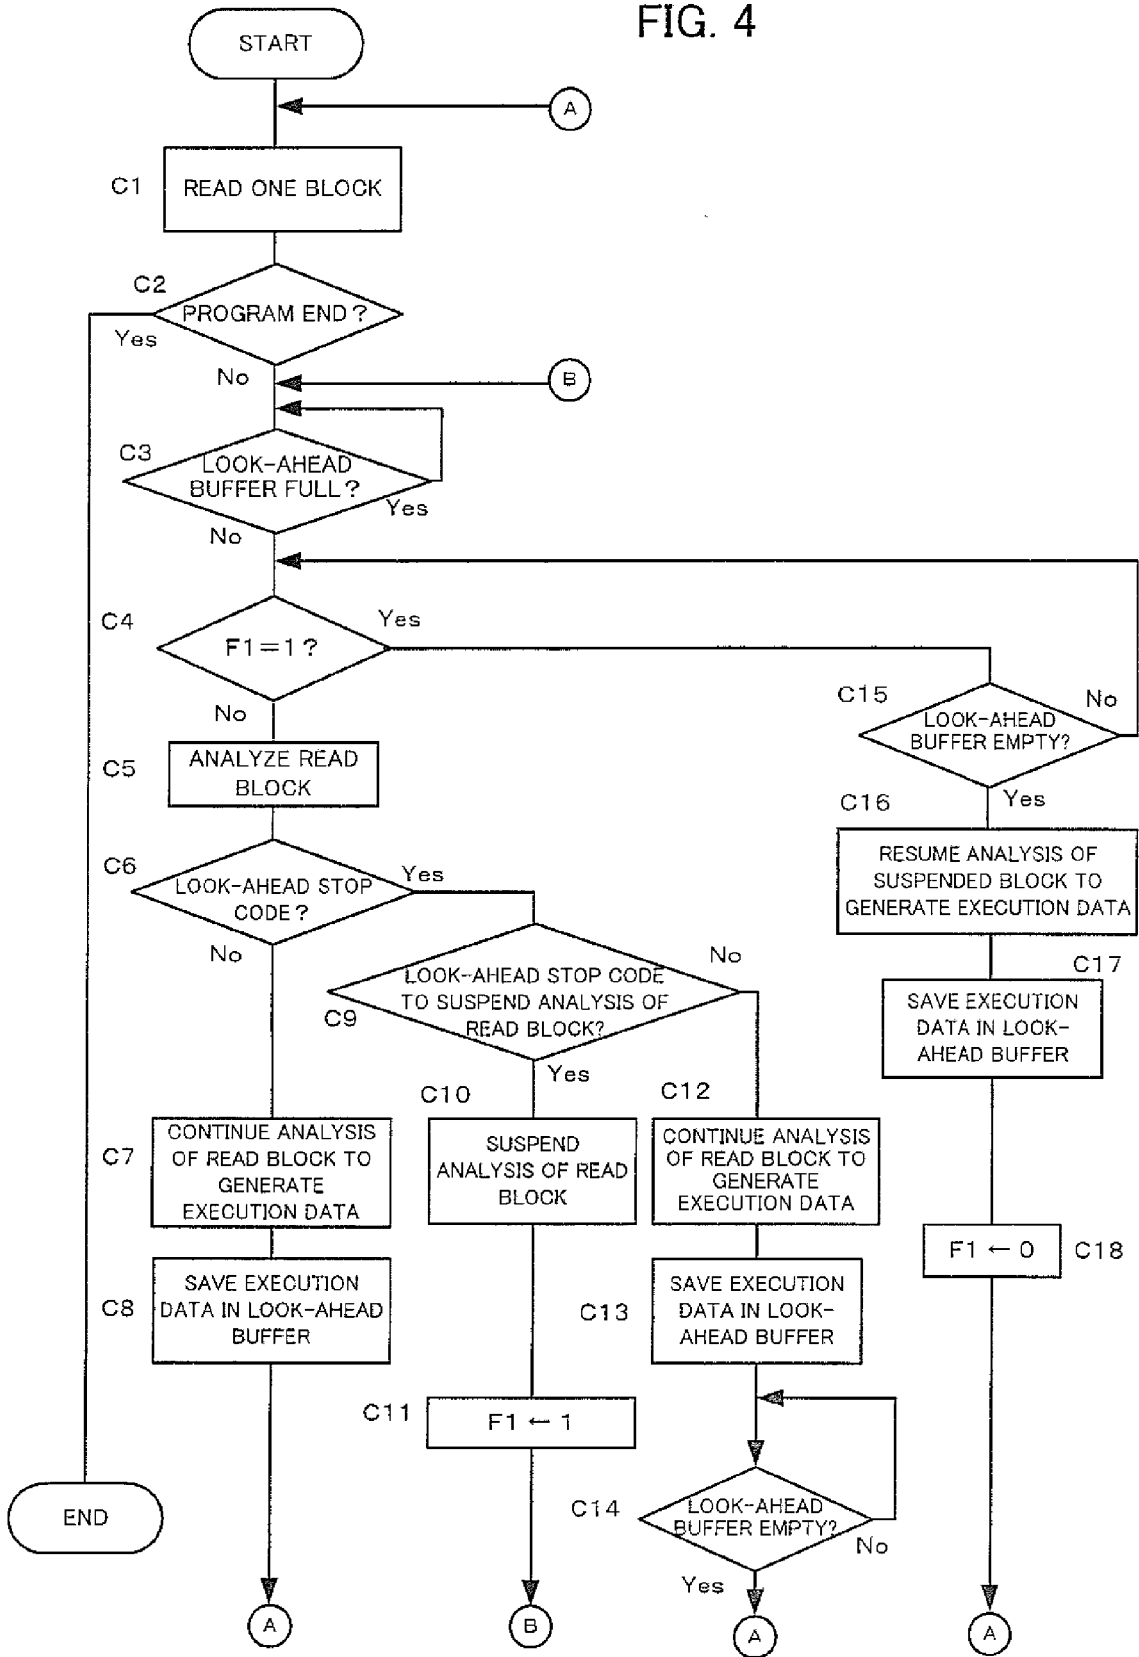 FIG. 4
START
A
C1
READ ONE BLOCK
C2
PROGRAM END?
Yes
No
B
C3
LOOK-AHEAD
BUFFER FULL?
Yes
No
C4
F1=1?
Yes
No
C15
LOOK-AHEAD
BUFFER EMPTY?
No
Yes
C5
ANALYZE READ
BLOCK
C16
RESUME ANALYSIS OF
SUSPENDED BLOCK TO
GENERATE EXECUTION DATA
C6
LOOK-AHEAD STOP
CODE?
Yes
No
C9
LOOK-AHEAD STOP CODE
TO SUSPEND ANALYSIS OF
READ BLOCK?
No
Yes
C17
SAVE EXECUTION
DATA IN LOOK-
AHEAD BUFFER
C7
CONTINUE ANALYSIS
OF READ BLOCK TO
GENERATE
EXECUTION DATA
C10
SUSPEND
ANALYSIS OF READ
BLOCK
C12
CONTINUE ANALYSIS
OF READ BLOCK TO
GENERATE
EXECUTION DATA
F1 ← 0
C18
C8
SAVE EXECUTION
DATA IN LOOK-AHEAD
BUFFER
C13
SAVE EXECUTION
DATA IN LOOK-
AHEAD BUFFER
C11
F1 ← 1
C14
LOOK-AHEAD
BUFFER EMPTY?
No
Yes
END
A
B
A
A